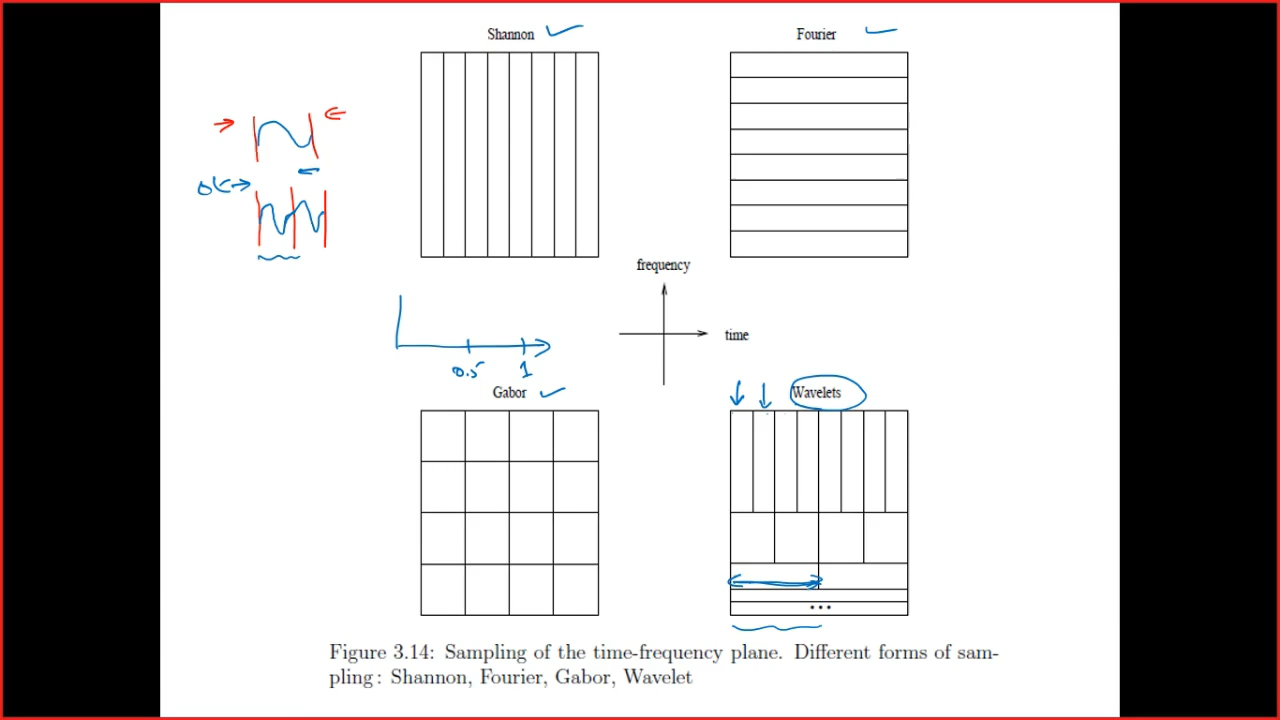 Shannon
Fourier
frequency
time
0.5
1
Gabor
Wavelets
...
Figure 3.14: Sampling of the time-frequency plane. Different forms of sam-
pling: Shannon, Fourier, Gabor, Wavelet